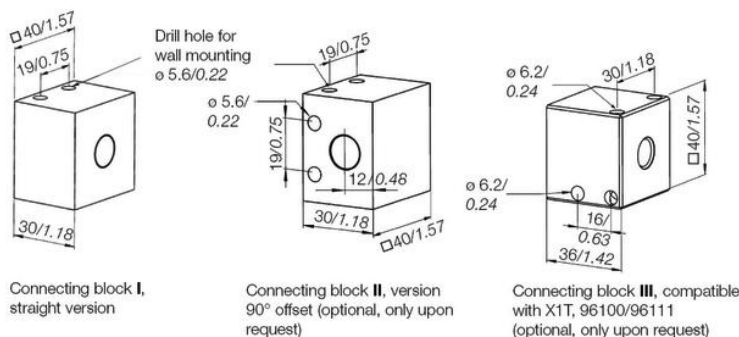 □40/1.57
19/0.75
30/1.18
Connecting block I,
straight version
Drill hole for
wall mounting
ø 5.6/0.22
19/0.75
ø 5.6/
0.22
19/0.75
12/0.48
30/1.18
□40/1.57
Connecting block II, version
90° offset (optional, only upon
request)
ø 6.2/
0.24
30/1.18
□40/1.57
ø 6.2/
0.24
16/
0.63
36/1.42
Connecting block III, compatible
with X1T, 96100/96111
(optional, only upon request)